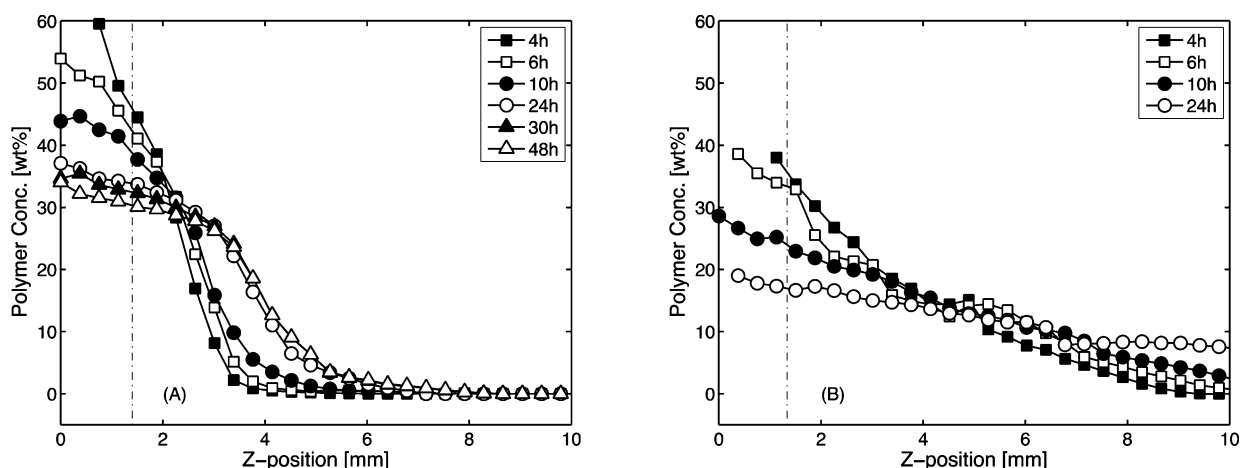 60
50
40
30
20
10
0
Polymer Conc. [wt%]
4h
6h
10h
24h
30h
48h
(A)
0 2 4 6 8 10
Z-position [mm]
60
50
40
30
20
10
0
Polymer Conc. [wt%]
4h
6h
10h
24h
(B)
0 2 4 6 8 10
Z-position [mm]